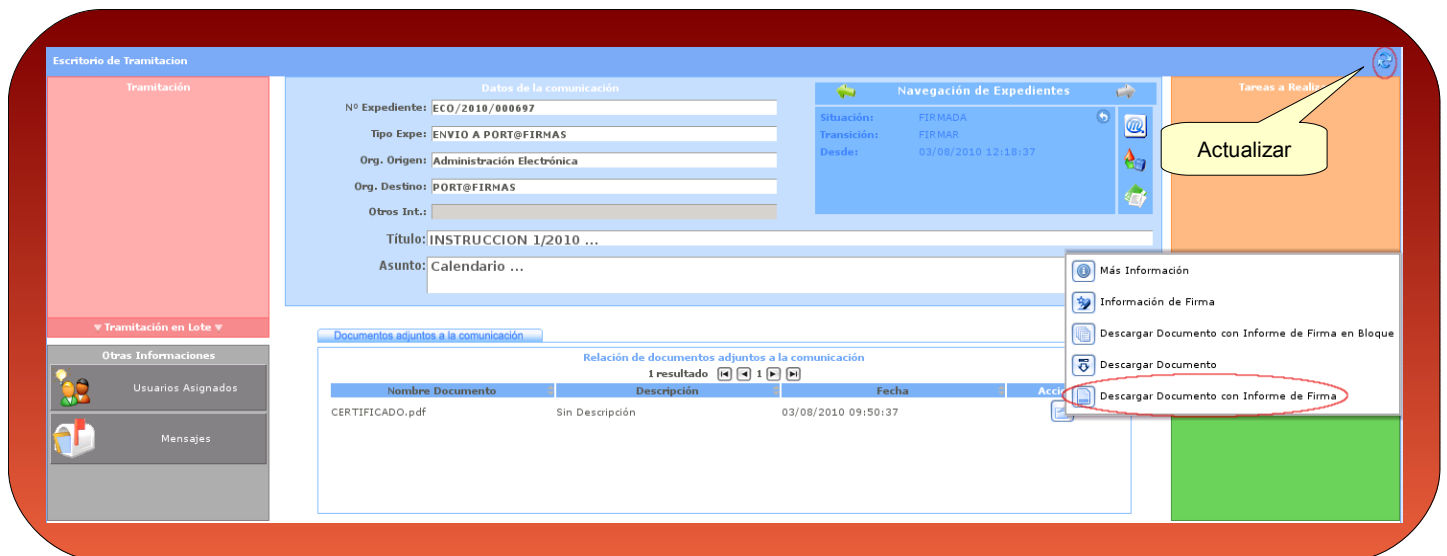 Escritorio de Tramitacion
Tramitación
Datos de la comunicación
Nº Expediente: ECO/2010/000697
Tipo Expe: ENVIO A PORT@FIRMAS
Org. Origen: Administración Electrónica
Org. Destino: PORT@FIRMAS
Otros Int.:
Título: INSTRUCCION 1/2010 ...
Asunto: Calendario ...
Navegación de Expedientes
Situación: FIRMADA
Transición: FIRMAR
Desde: 03/08/2010 12:18:37
Tareas a Realiz
Actualizar
Más Información
Información de Firma
Descargar Documento con Informe de Firma en Bloque
Descargar Documento
Descargar Documento con Informe de Firma
▼ Tramitación en Lote ▼
Otras Informaciones
Usuarios Asignados
Mensajes
Documentos adjuntos a la comunicación
Relación de documentos adjuntos a la comunicación
1 resultado 1
Nombre Documento Descripción Fecha Accio
CERTIFICADO.pdf Sin Descripción 03/08/2010 09:50:37